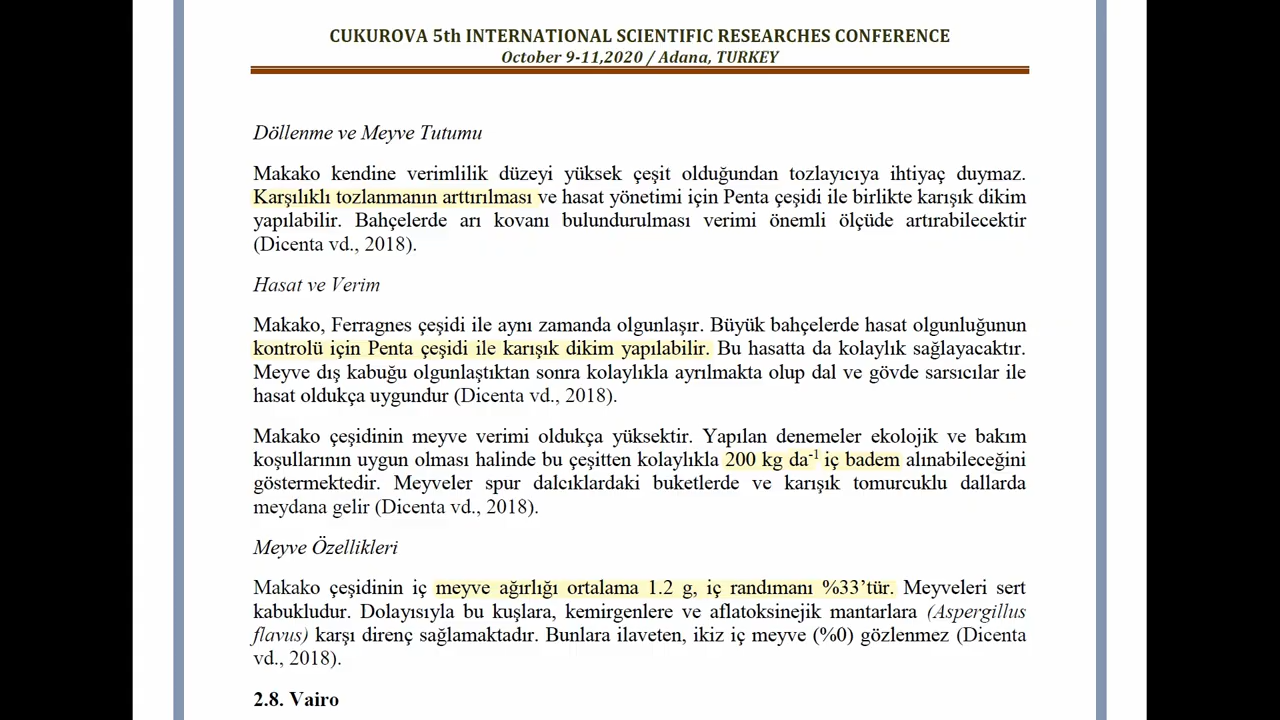 CUKUROVA 5th INTERNATIONAL SCIENTIFIC RESEARCHES CONFERENCE
October 9-11,2020 / Adana, TURKEY
Döllenme ve Meyve Tutumu
Makako kendine verimlilik düzeyi yüksek çeşit olduğundan tozlayıcıya ihtiyaç duymaz.
Karşılıklı tozlanmanın arttırılması ve hasat yönetimi için Penta çeşidi ile birlikte karışık dikim
yapılabilir. Bahçelerde arı kovanı bulundurulması verimi önemli ölçüde artırabilecektir
(Dicenta vd., 2018).
Hasat ve Verim
Makako, Ferragnes çeşidi ile aynı zamanda olgunlaşır. Büyük bahçelerde hasat olgunluğunun
kontrolü için Penta çeşidi ile karışık dikim yapılabilir. Bu hasatta da kolaylık sağlayacaktır.
Meyve dış kabuğu olgunlaştıktan sonra kolaylıkla ayrılmakta olup dal ve gövde sarsıcılar ile
hasat oldukça uygundur (Dicenta vd., 2018).
Makako çeşidinin meyve verimi oldukça yüksektir. Yapılan denemeler ekolojik ve bakım
koşullarının uygun olması halinde bu çeşitten kolaylıkla 200 kg da⁻¹ iç badem alınabileceğini
göstermektedir. Meyveler spur dalcıklardaki buketlerde ve karışık tomurcuklu dallarda
meydana gelir (Dicenta vd., 2018).
Meyve Özellikleri
Makako çeşidinin iç meyve ağırlığı ortalama 1.2 g, iç randımanı %33’tür. Meyveleri sert
kabukludur. Dolayısıyla bu kuşlara, kemirgenlere ve aflatoksinejik mantarlara (Aspergillus
flavus) karşı direnç sağlamaktadır. Bunlara ilaveten, ikiz iç meyve (%0) gözlenmez (Dicenta
vd., 2018).
2.8. Vairo